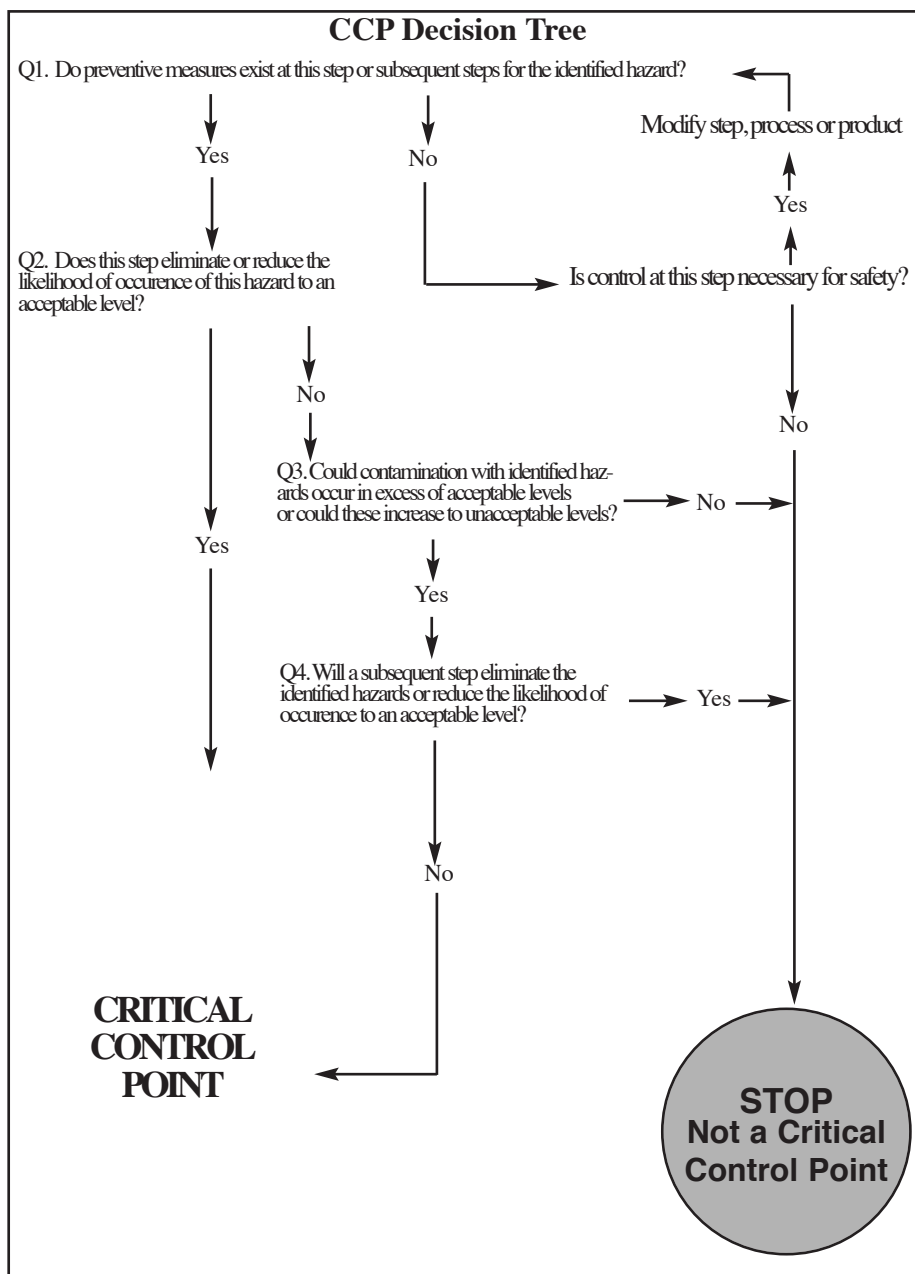 CCP Decision Tree
Q1. Do preventive measures exist at this step or subsequent steps for the identified hazard?
Modify step, process or product
Yes
No
Yes
Q2. Does this step eliminate or reduce the
likelihood of occurence of this hazard to an
acceptable level?
Is control at this step necessary for safety?
No
No
Q3. Could contamination with identified haz-
ards occur in excess of acceptable levels
or could these increase to unacceptable levels?
No
Yes
Yes
Q4. Will a subsequent step eliminate the
identified hazards or reduce the likelihood of
occurence to an acceptable level?
Yes
No
CRITICAL
CONTROL
POINT
STOP
Not a Critical
Control Point